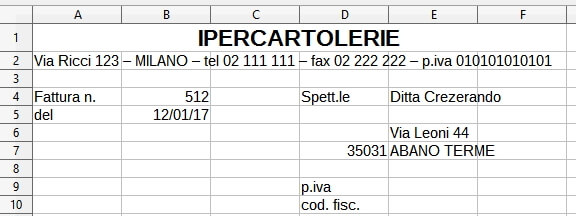 A B C D E F
1 IPERCARTOLERIE
2 Via Ricci 123 – MILANO – tel 02 111 111 – fax 02 222 222 – p.iva 010101010101
3
4 Fattura n. 512 Spett.le Ditta Crezerando
5 del 12/01/17
6 Via Leoni 44
7 35031 ABANO TERME
8
9 p.iva
10 cod. fisc.